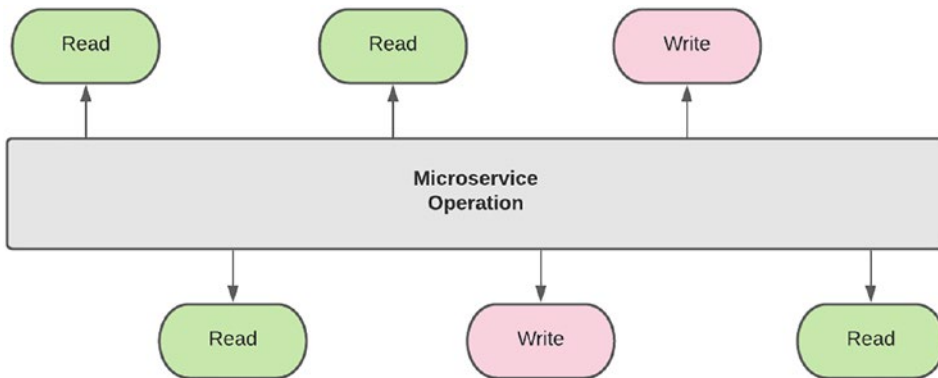 Read
Read
Write
Microservice
Operation
Read
Write
Read